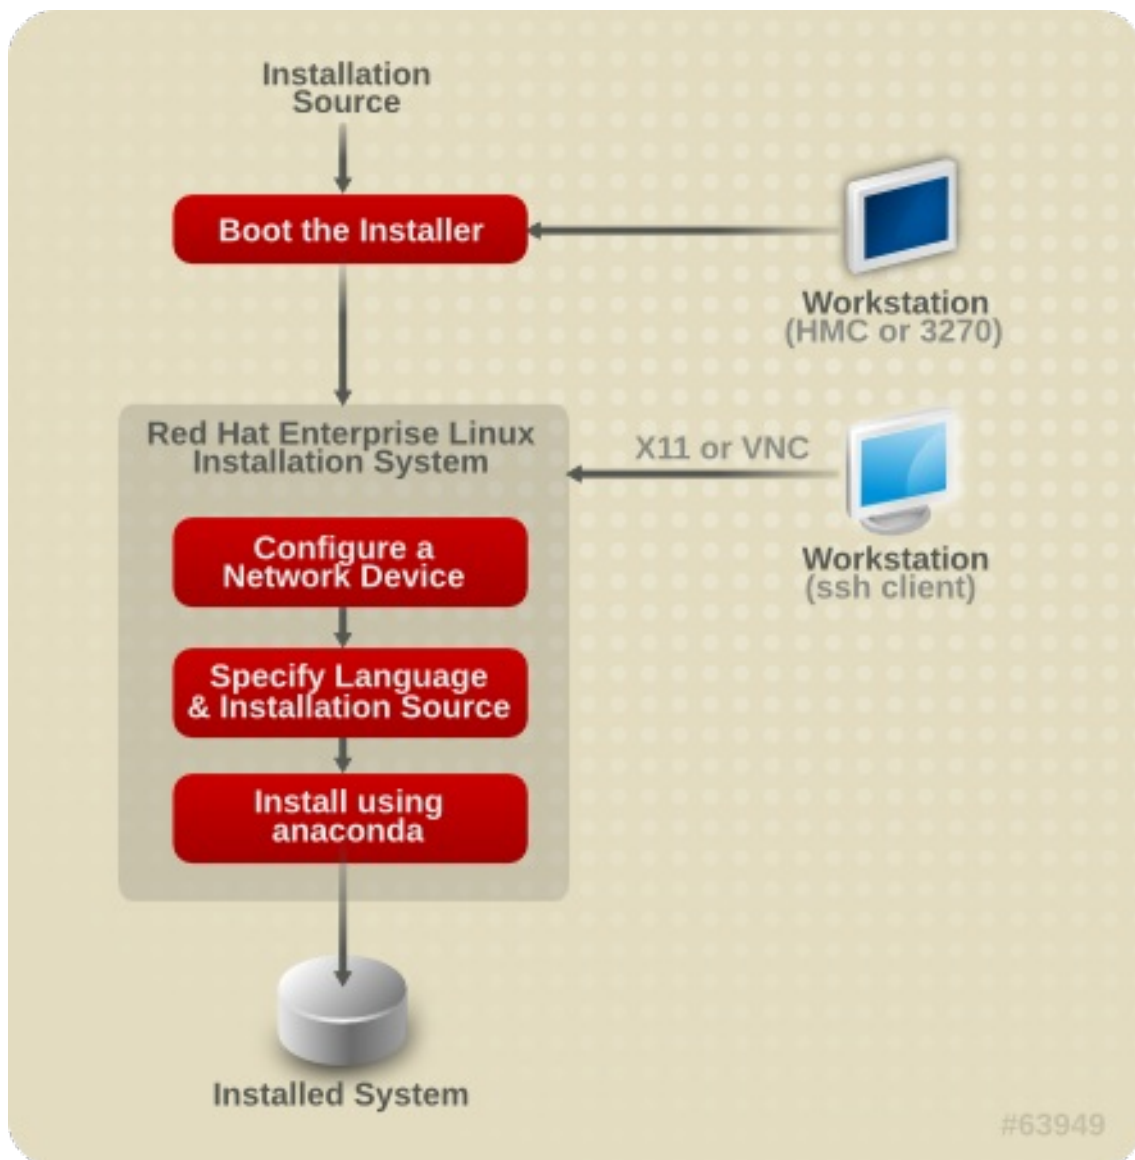 Installation
Source
Boot the Installer
Workstation
(HMC or 3270)
Red Hat Enterprise Linux
Installation System
X11 or VNC
Workstation
(ssh client)
Configure a
Network Device
Specify Language
& Installation Source
Install using
anaconda
Installed System
#63949